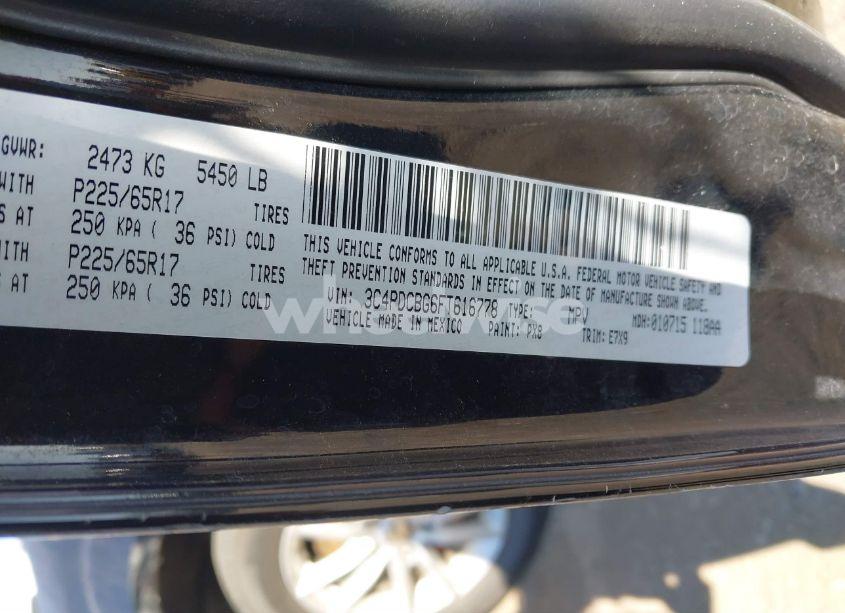 GVWR: 2473 KG 5450 LB
WITH P225/65R17 TIRES
S AT 250 KPA ( 36 PSI) COLD
WITH P225/65R17 TIRES
S AT 250 KPA ( 36 PSI) COLD
THIS VEHICLE CONFORMS TO ALL APPLICABLE U.S.A. FEDERAL MOTOR VEHICLE SAFETY AND
THEFT PREVENTION STANDARDS IN EFFECT ON THE DATE OF MANUFACTURE SHOWN ABOVE.
VIN: 3C4PDCBG6FT616778 TYPE: MPV MDH:010715 118AA
VEHICLE MADE IN MEXICO PAINT: PX8 TRIM: E7X9